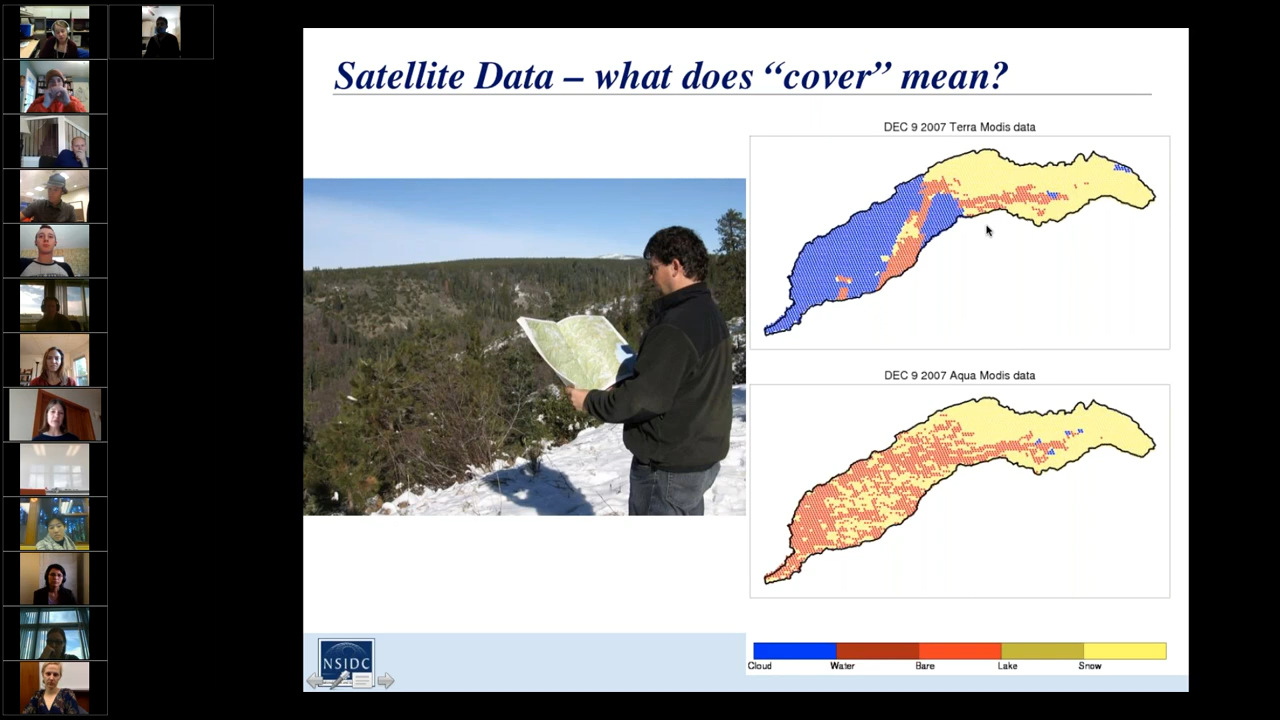 Satellite Data – what does “cover” mean?
DEC 9 2007 Terra Modis data
DEC 9 2007 Aqua Modis data
NSIDC
Cloud Water Bare Lake Snow